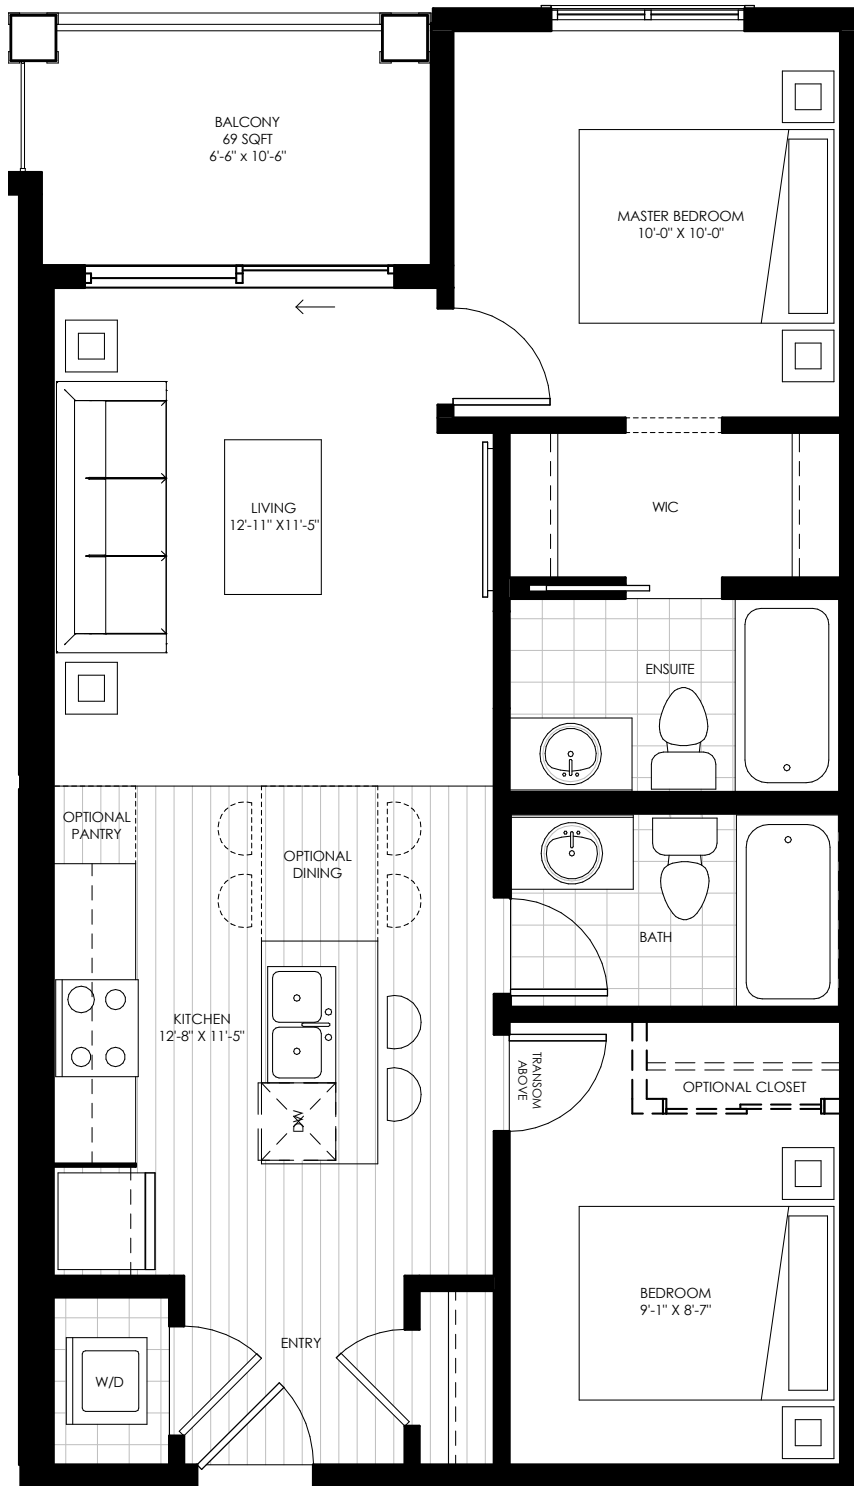 BALCONY
69 SQFT
6'-6" x 10'-6"
MASTER BEDROOM
10'-0" X 10'-0"
LIVING
12'-11" X11'-5"
WIC
ENSUITE
OPTIONAL
PANTRY
OPTIONAL
DINING
BATH
KITCHEN
12'-8" X 11'-5"
TRANSOM
ABOVE
OPTIONAL CLOSET
DW
BEDROOM
9'-1" X 8'-7"
ENTRY
W/D